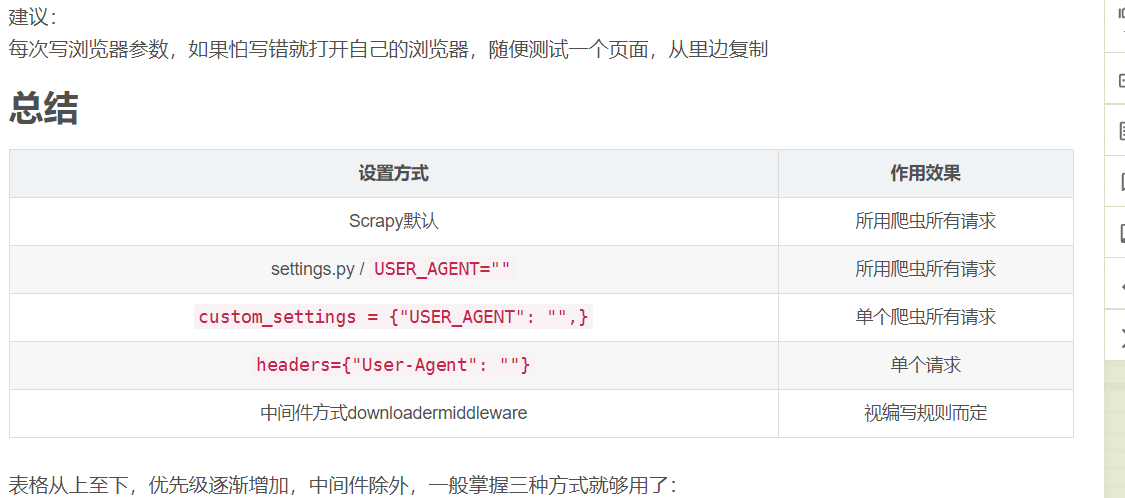 建议：
每次写浏览器参数，如果怕写错就打开自己的浏览器，随便测试一个页面，从里边复制
总结
设置方式 作用效果
Scrapy默认 所用爬虫所有请求
settings.py / USER_AGENT="" 所用爬虫所有请求
custom_settings = {"USER_AGENT": "",} 单个爬虫所有请求
headers={"User-Agent": ""} 单个请求
中间件方式downloadermiddleware 视编写规则而定
表格从上至下，优先级逐渐增加，中间件除外，一般掌握三种方式就够用了：